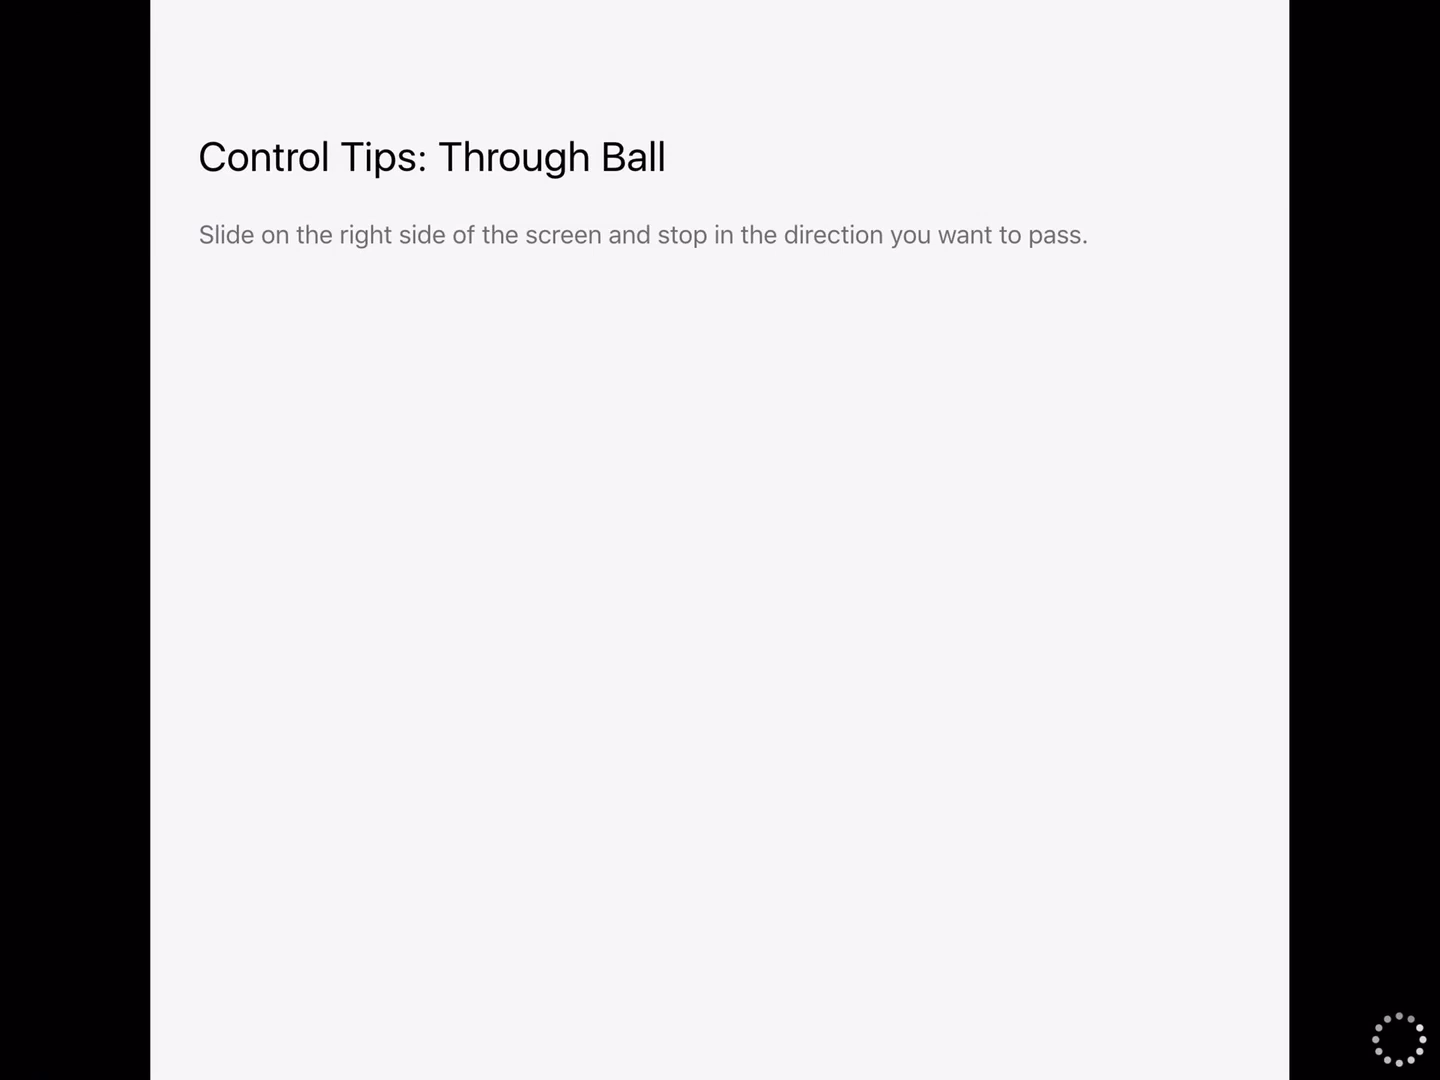 Control Tips: Through Ball
Slide on the right side of the screen and stop in the direction you want to pass.